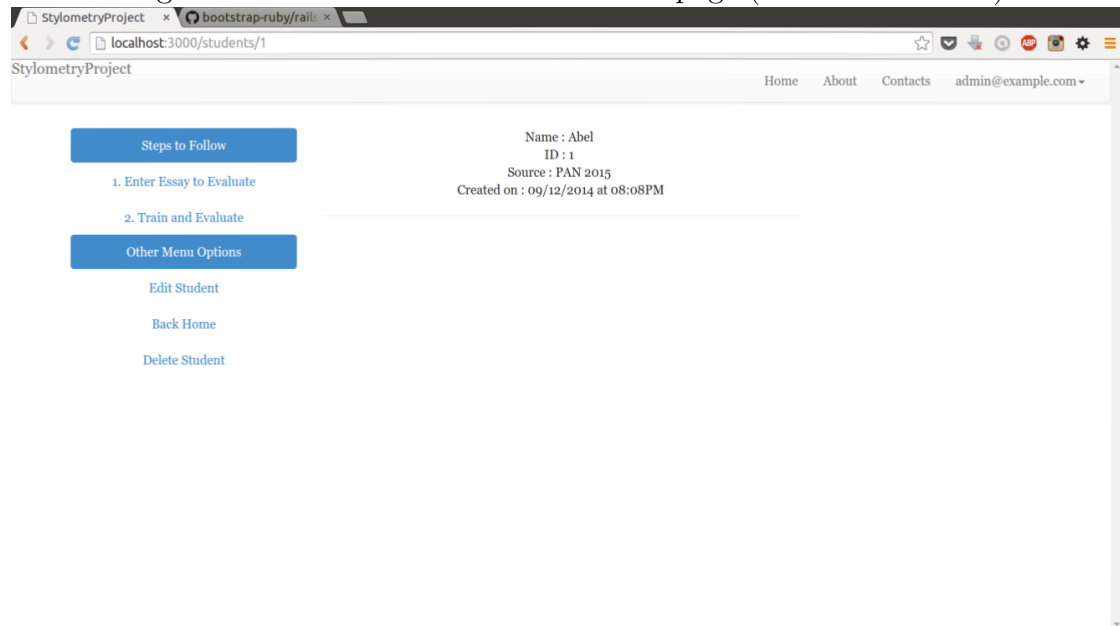 StylometryProject × bootstrap-ruby/rails ×
localhost:3000/students/1
ABP
StylometryProject
Home About Contacts admin@example.com
Steps to Follow
1. Enter Essay to Evaluate
2. Train and Evaluate
Other Menu Options
Edit Student
Back Home
Delete Student
Name : Abel
ID : 1
Source : PAN 2015
Created on : 09/12/2014 at 08:08PM